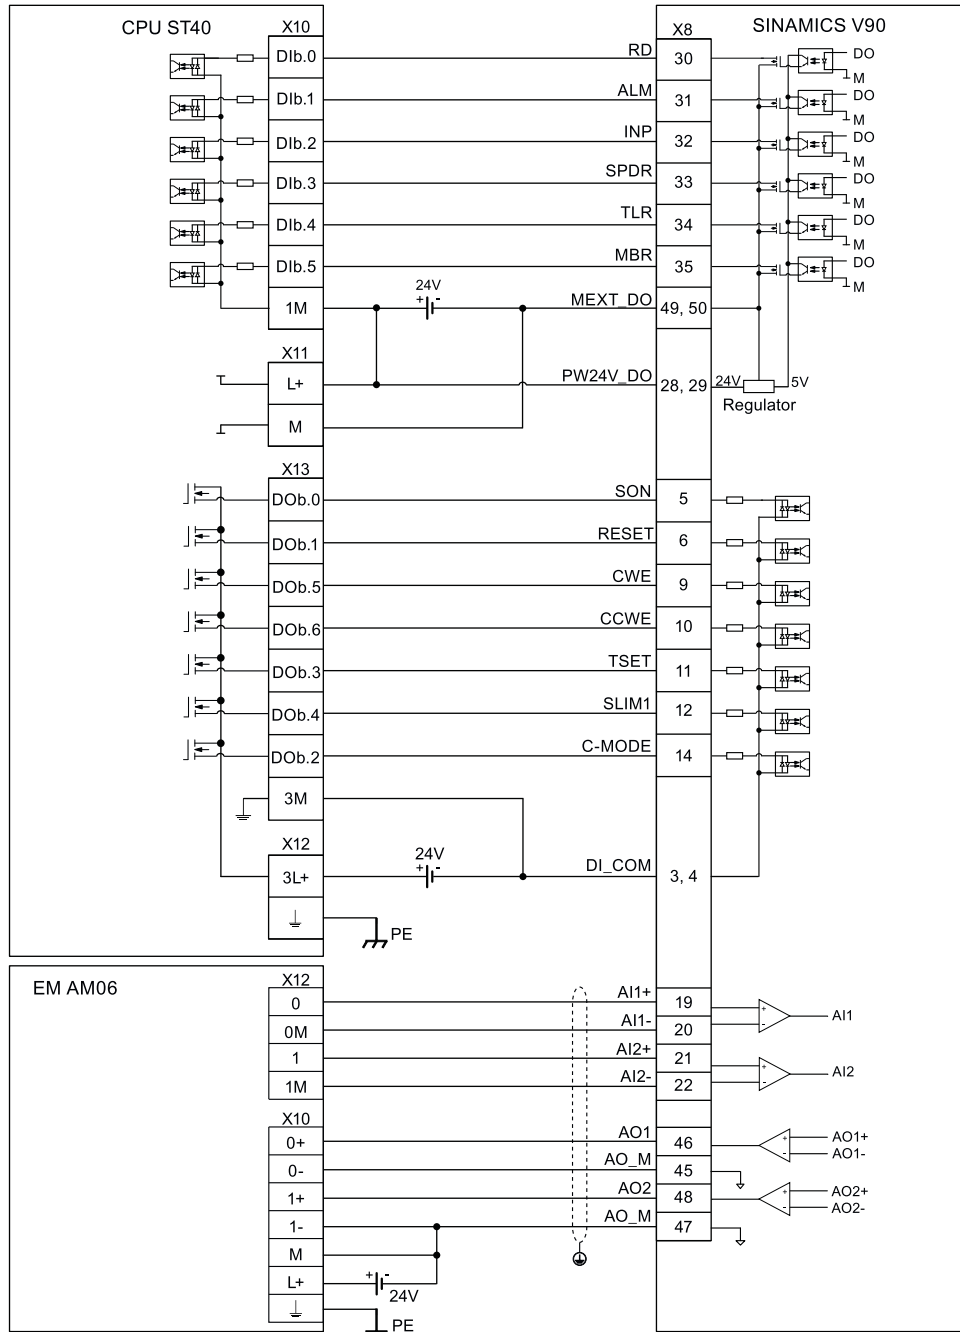 CPU ST40 X10 X8 SINAMICS V90
DIb.0 RD 30 DO
M
DIb.1 ALM 31 DO
M
DIb.2 INP 32 DO
M
DIb.3 SPDR 33 DO
M
DIb.4 TLR 34 DO
M
DIb.5 MBR 35 DO
M
24V
+ -
1M MEXT_DO 49, 50
X11
L+ PW24V_DO 28, 29 24V 5V
Regulator
M
X13
DOb.0 SON 5
DOb.1 RESET 6
DOb.5 CWE 9
DOb.6 CCWE 10
DOb.3 TSET 11
DOb.4 SLIM1 12
DOb.2 C-MODE 14
3M
X12
24V
+ -
3L+ DI_COM 3, 4
PE
EM AM06 X12
0 AI1+ 19 +
0M AI1- 20 - AI1
1 AI2+ 21 +
1M AI2- 22 - AI2
X10
0+ AO1 46 + AO1+
- AO1-
0- AO_M 45
1+ AO2 48 + AO2+
- AO2-
1- AO_M 47
M
L+ + -
24V
PE